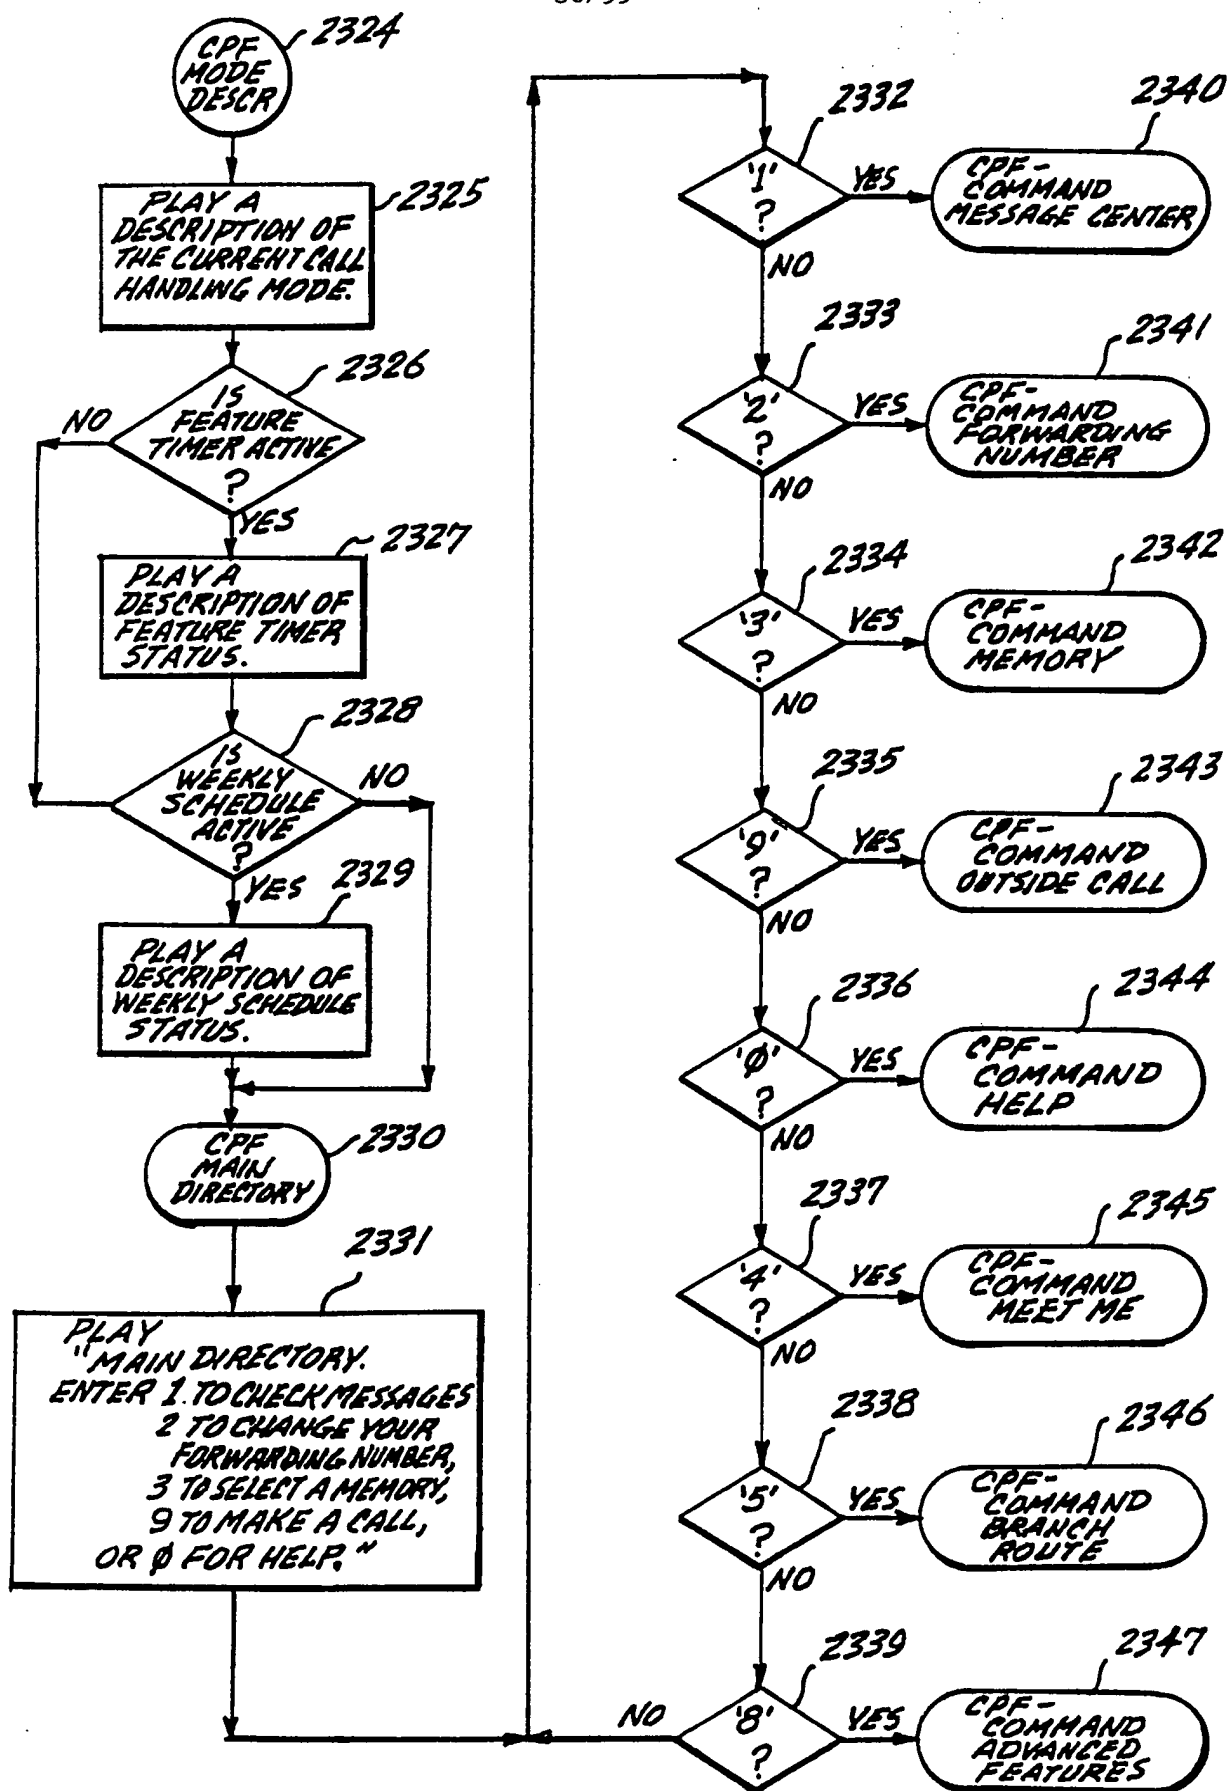 CPF
MODE
DESCR
2324
PLAY A
DESCRIPTION OF
THE CURRENT CALL
HANDLING MODE.
2325
IS
FEATURE
TIMER ACTIVE
?
2326
NO
YES
PLAY A
DESCRIPTION OF
FEATURE TIMER
STATUS.
2327
IS
WEEKLY
SCHEDULE
ACTIVE
?
2328
NO
YES
PLAY A
DESCRIPTION OF
WEEKLY SCHEDULE
STATUS.
2329
CPF
MAIN
DIRECTORY
2330
2331
PLAY
"MAIN DIRECTORY.
ENTER 1 TO CHECK MESSAGES
2 TO CHANGE YOUR
FORWARDING NUMBER,
3 TO SELECT A MEMORY,
9 TO MAKE A CALL,
OR Ø FOR HELP."
'1'
?
2332
YES
NO
CPF-
COMMAND
MESSAGE CENTER
2340
'2'
?
2333
YES
NO
CPF-
COMMAND
FORWARDING
NUMBER
2341
'3'
?
2334
YES
NO
CPF-
COMMAND
MEMORY
2342
'9'
?
2335
YES
NO
CPF-
COMMAND
OUTSIDE CALL
2343
'Ø'
?
2336
YES
NO
CPF-
COMMAND
HELP
2344
'4'
?
2337
YES
NO
CPF-
COMMAND
MEET ME
2345
'5'
?
2338
YES
NO
CPF-
COMMAND
BRANCH
ROUTE
2346
'8'
?
2339
NO
YES
CPF-
COMMAND
ADVANCED
FEATURES
2347